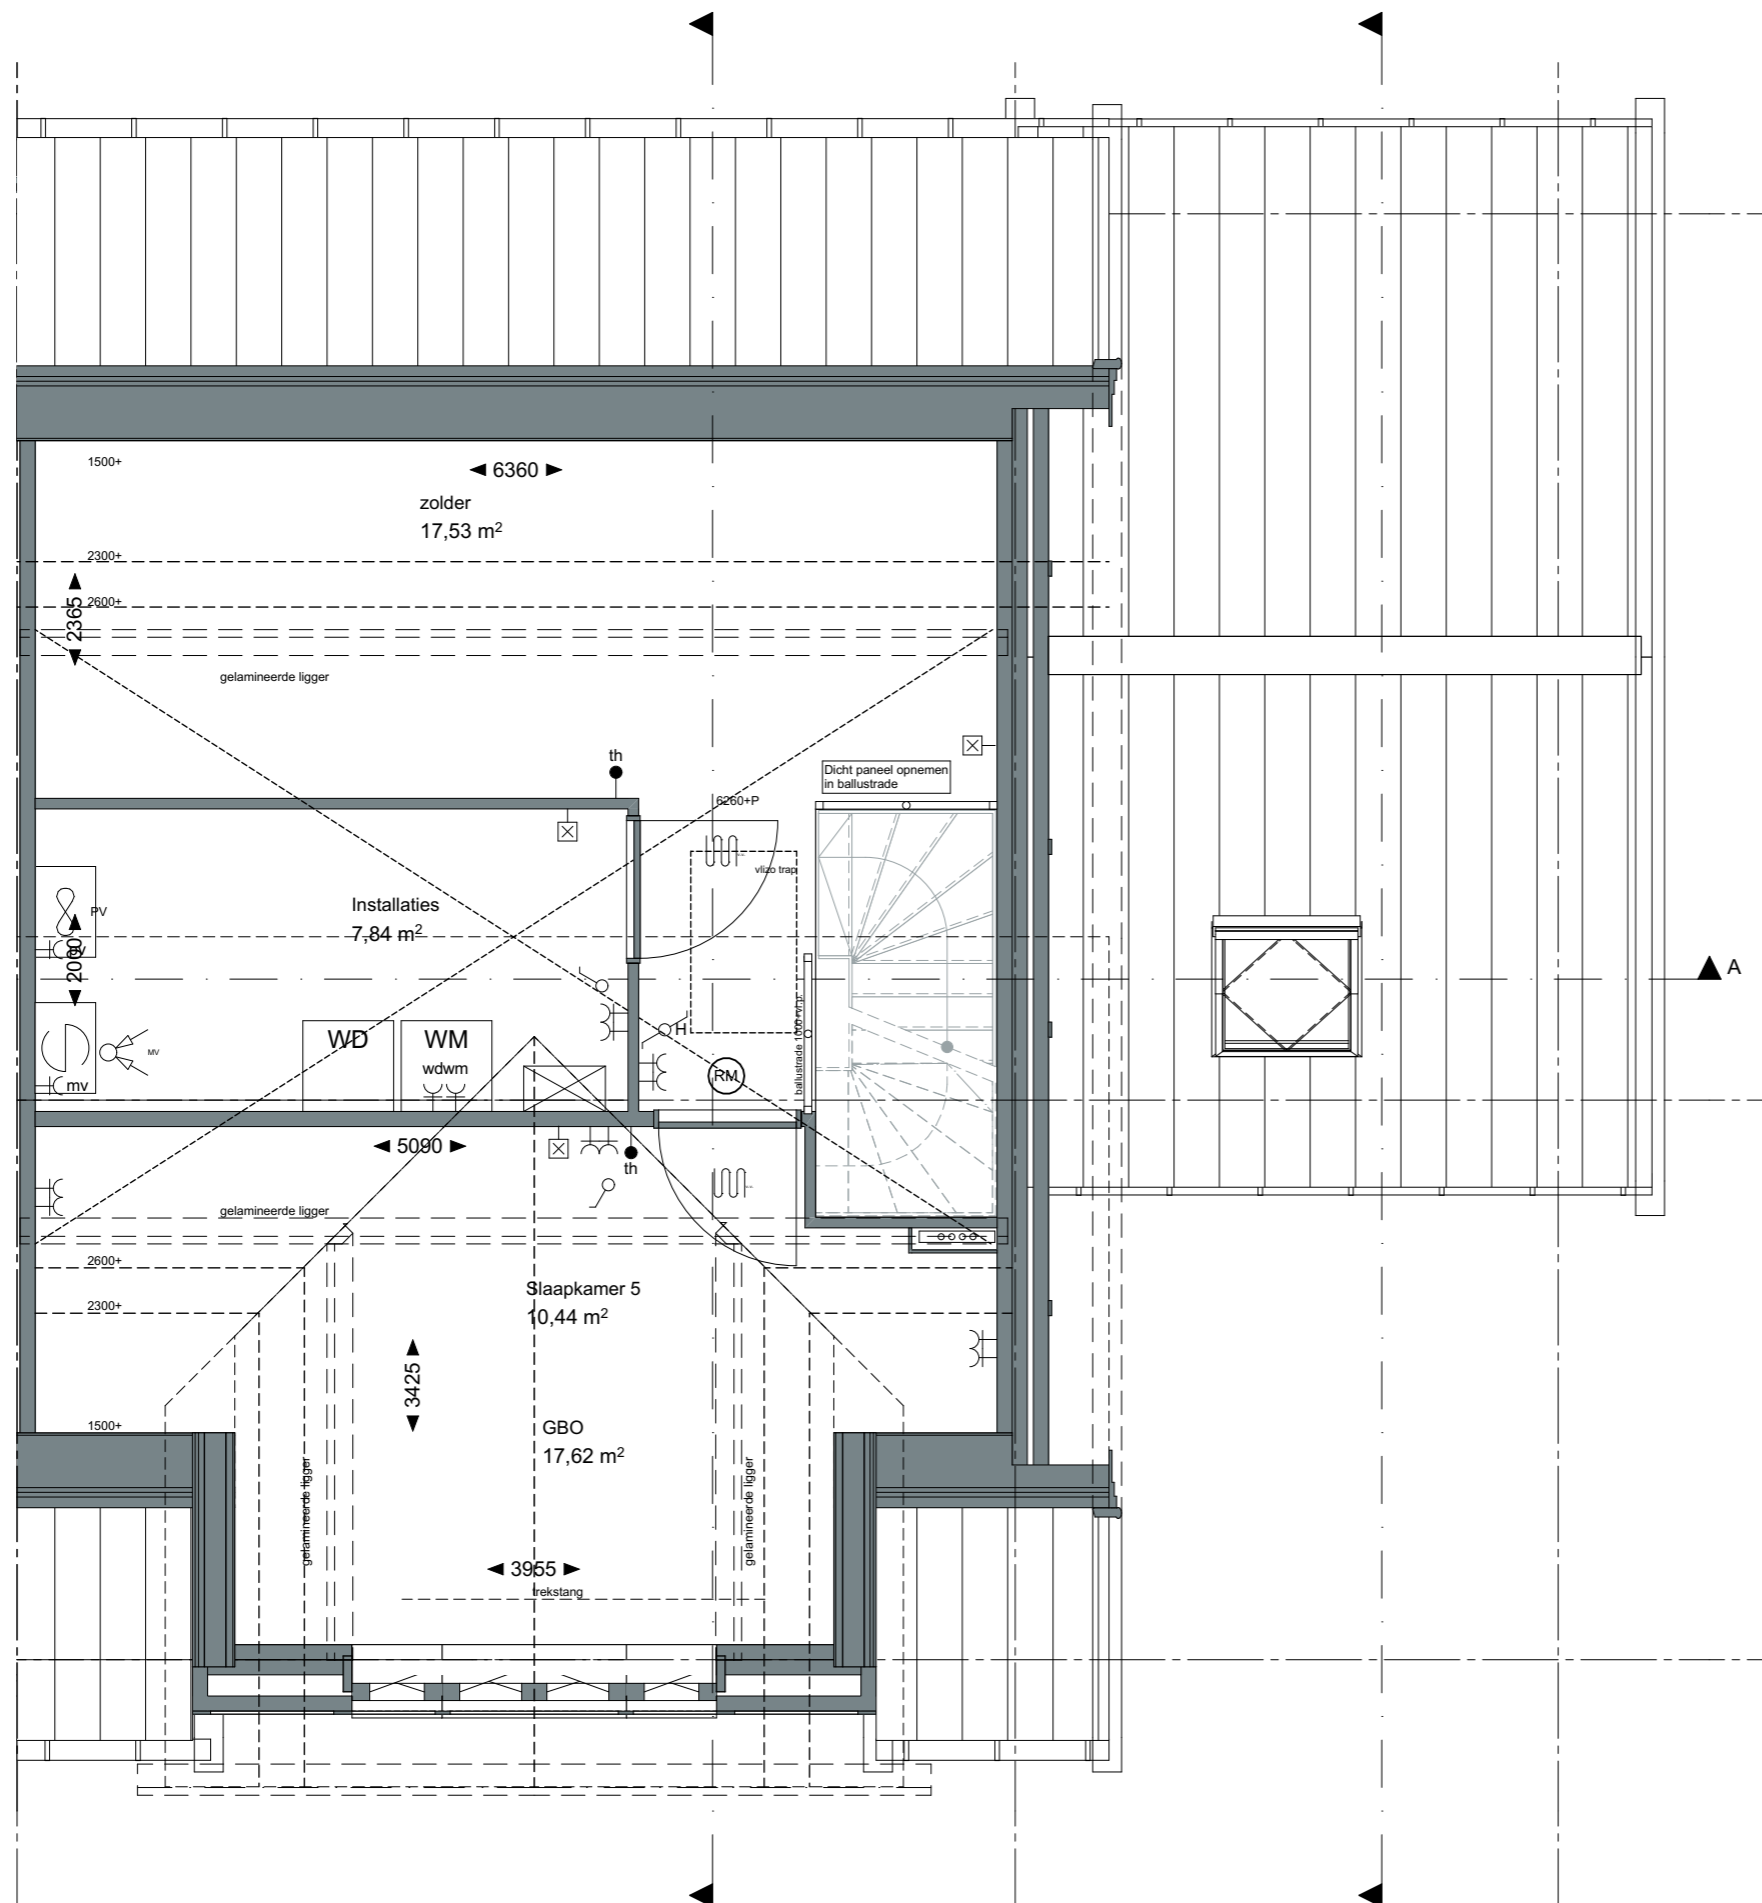 1500+
6360
zolder
17,53 m²
2300+
2365
2600+
gelamineerde ligger
th
Dicht paneel opnemen
in ballustrade
6260+P
vlizo trap
Installaties
7,84 m²
PV
2000
A
ballustrade 1000+vl.p.
H
WD
WM
wdwm
MV
mv
RM
5090
th
gelamineerde ligger
2600+
2300+
Slaapkamer 5
10,44 m²
3425
1500+
GBO
17,62 m²
gelamineerde ligger
gelamineerde ligger
3955
trekstang